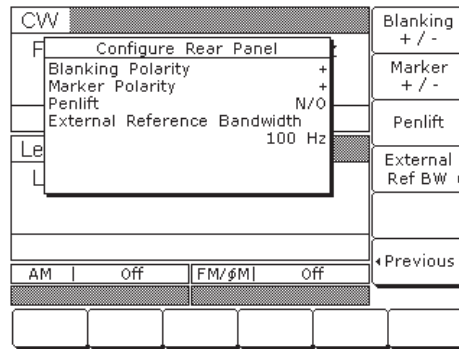 CW
Configure Rear Panel
Blanking Polarity +
Marker Polarity +
Penlift N/O
External Reference Bandwidth
100 Hz
Le
L
AM | Off FM/ϕM| Off
Blanking
+ / -
Marker
+ / -
Penlift
External
Ref BW
Previous